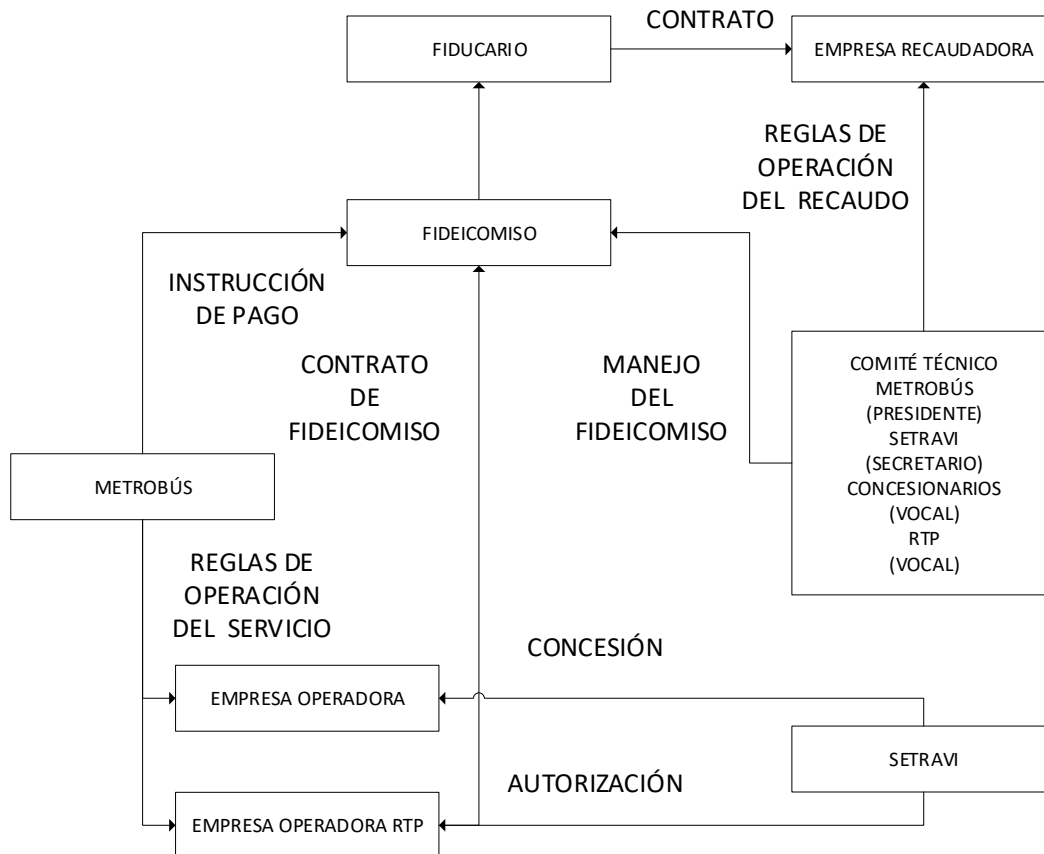 CONTRATO
FIDUCARIO
EMPRESA RECAUDADORA
REGLAS DE
OPERACIÓN
DEL RECAUDO
FIDEICOMISO
INSTRUCCIÓN
DE PAGO
CONTRATO
DE
FIDEICOMISO
MANEJO
DEL
FIDEICOMISO
COMITÉ TÉCNICO
METROBÚS
(PRESIDENTE)
SETRAVI
(SECRETARIO)
CONCESIONARIOS
(VOCAL)
RTP
(VOCAL)
METROBÚS
REGLAS DE
OPERACIÓN
DEL SERVICIO
CONCESIÓN
EMPRESA OPERADORA
SETRAVI
AUTORIZACIÓN
EMPRESA OPERADORA RTP